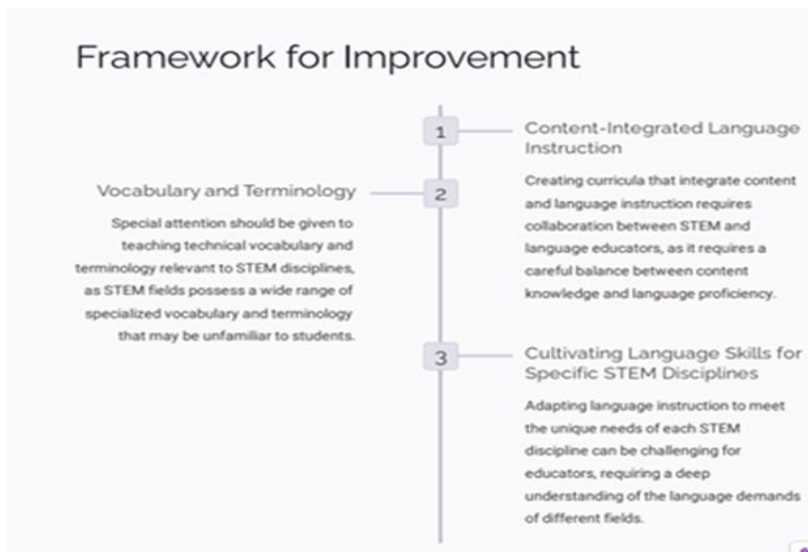 Framework for Improvement
1
Content-Integrated Language
Instruction
Creating curricula that integrate content
and language instruction requires
collaboration between STEM and
language educators, as it requires a
careful balance between content
knowledge and language proficiency.
2
Vocabulary and Terminology
Special attention should be given to
teaching technical vocabulary and
terminology relevant to STEM disciplines,
as STEM fields possess a wide range of
specialized vocabulary and terminology
that may be unfamiliar to students.
3
Cultivating Language Skills for
Specific STEM Disciplines
Adapting language instruction to meet
the unique needs of each STEM
discipline can be challenging for
educators, requiring a deep
understanding of the language demands
of different fields.